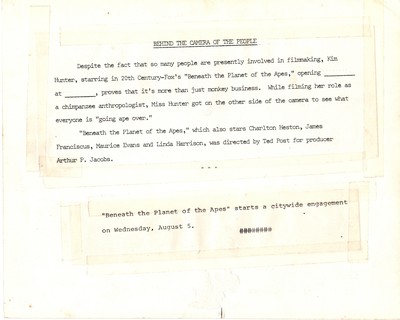 BEHIND THE CAMERA OF THE PEOPLE
Despite the fact that so many people are presently involved in filmmaking, Kim
Hunter, starring in 20th Century-Fox's "Beneath the Planet of the Apes," opening ________
at ________, proves that it's more than just monkey business. While filming her role as
a chimpanzee anthropologist, Miss Hunter got on the other side of the camera to see what
everyone is "going ape over."
"Beneath the Planet of the Apes," which also stars Charlton Heston, James
Franciscus, Maurice Evans and Linda Harrison, was directed by Ted Post for producer
Arthur P. Jacobs.
- - -
"Beneath the Planet of the Apes" starts a citywide engagement
on Wednesday, August 5.